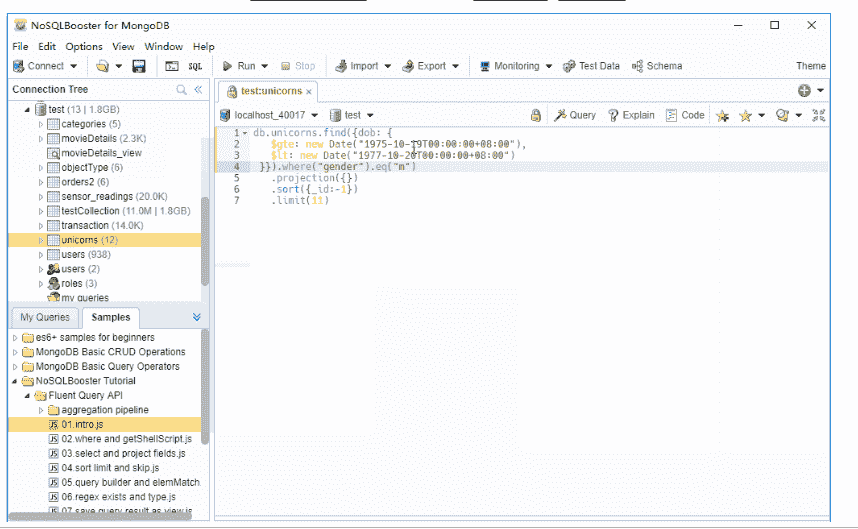 NoSQLBooster for MongoDB
File Edit Options View Window Help
Connect SQL Run Stop Import Export Monitoring Test Data Schema Theme
Connection Tree
test (13 | 1.8GB)
categories (5)
movieDetails (2.3K)
movieDetails_view
objectType (6)
orders2 (6)
sensor_readings (20.0K)
testCollection (11.0M | 1.8GB)
transaction (14.0K)
unicorns (12)
users (938)
users (2)
roles (3)
my queries
My Queries Samples
es6+ samples for beginners
MongoDB Basic CRUD Operations
MongoDB Basic Query Operators
NoSQLBooster Tutorial
Fluent Query API
aggregation pipeline
01.intro.js
02.where and getShellScript.js
03.select and project fields.js
04.sort limit and skip.js
05.query builder and elemMatch
06.regex exists and type.js
07.save query result as view.js
test:unicorns
localhost_40017 test Query Explain Code
1 db.unicorns.find({dob: {
2 $gte: new Date("1975-10-19T00:00:00+08:00"),
3 $lt: new Date("1977-10-20T00:00:00+08:00")
4 }}).where("gender").eq("m")
5 .projection({})
6 .sort({_id:-1})
7 .limit(11)